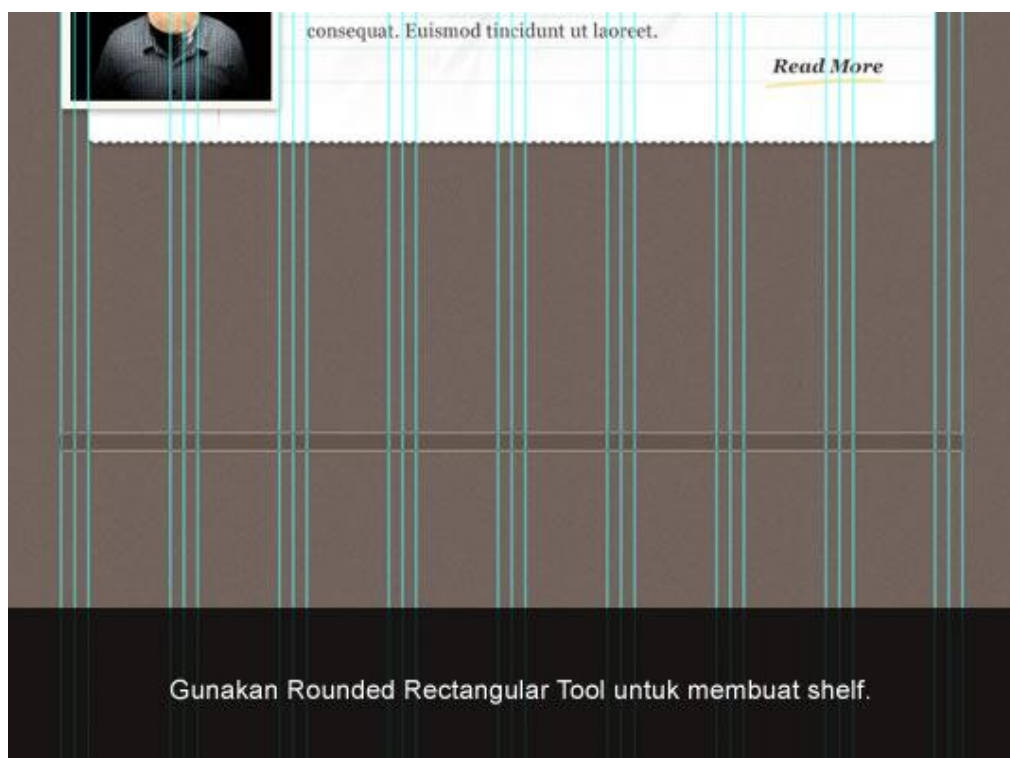 consequat. Euismod tincidunt ut laoreet.
Read More
Gunakan Rounded Rectangular Tool untuk membuat shelf.